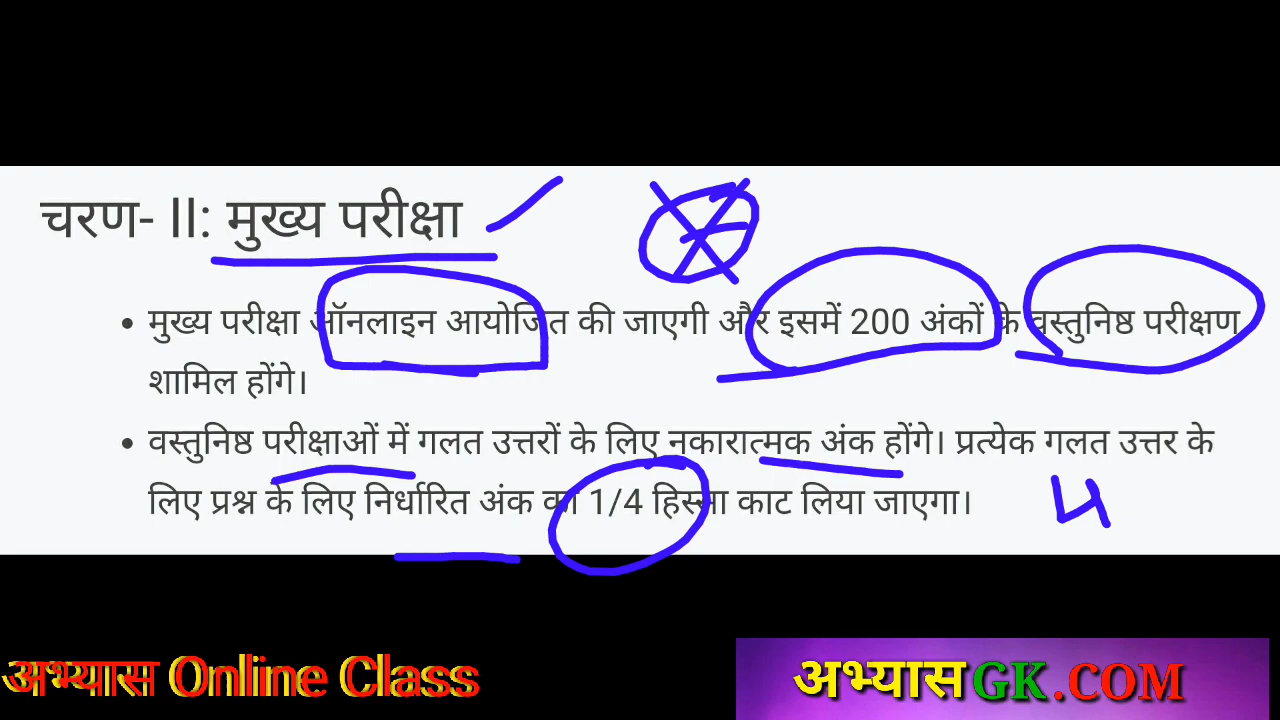 चरण- II: मुख्य परीक्षा
मुख्य परीक्षा ऑनलाइन आयोजित की जाएगी और इसमें 200 अंकों के वस्तुनिष्ठ परीक्षण
शामिल होंगे।
वस्तुनिष्ठ परीक्षाओं में गलत उत्तरों के लिए नकारात्मक अंक होंगे। प्रत्येक गलत उत्तर के
लिए प्रश्न के लिए निर्धारित अंक का 1/4 हिस्सा काट लिया जाएगा।
4
अभ्यास Online Class
अभ्यासGK.COM